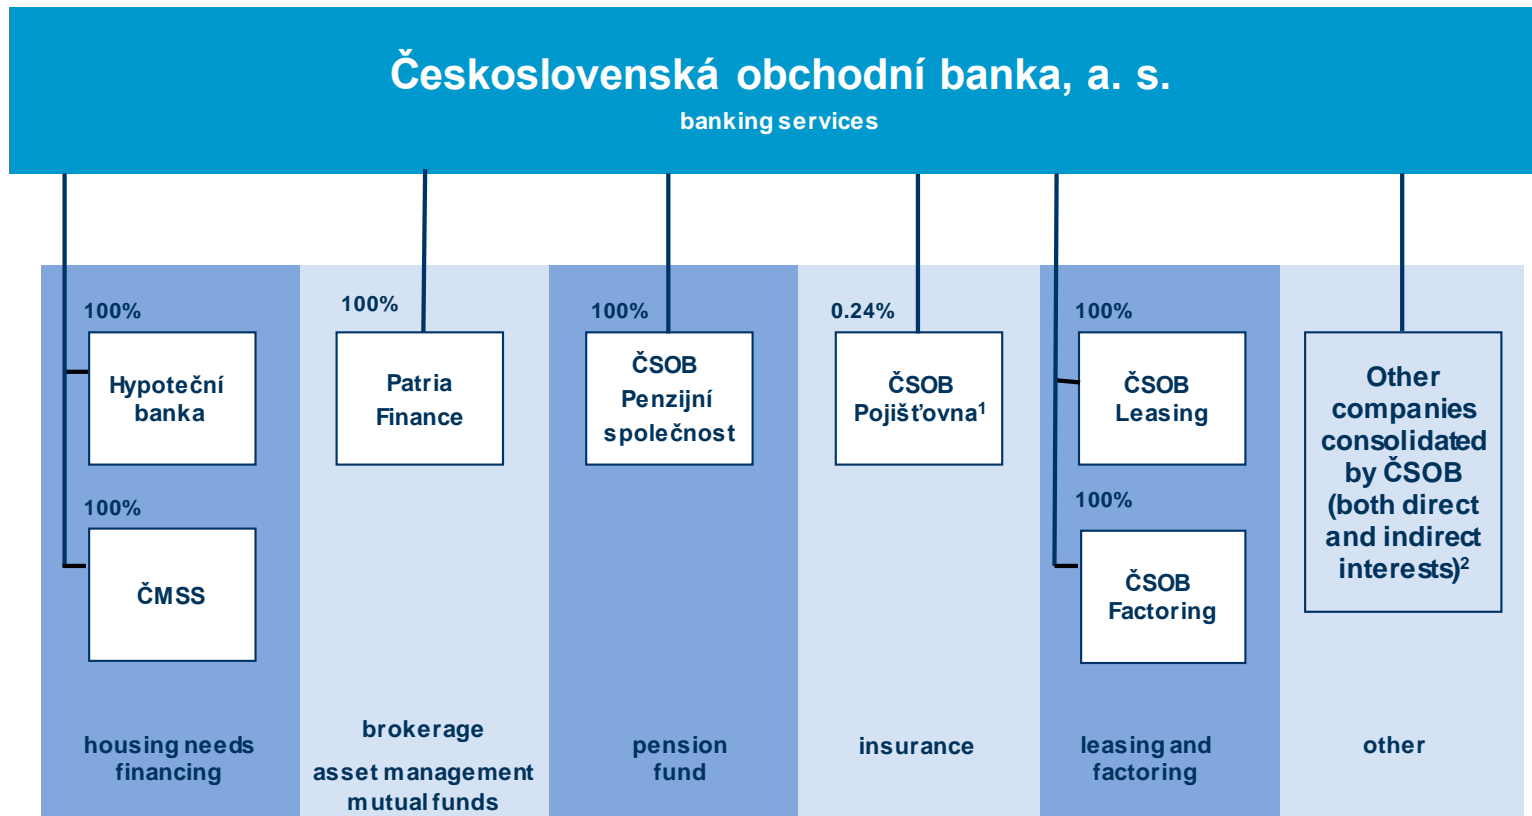 Československá obchodní banka, a. s.
banking services
100%
Hypoteční
banka
100%
ČMSS
housing needs
financing
100%
Patria
Finance
brokerage
asset management
mutual funds
100%
ČSOB
Penzijní
společnost
pension
fund
0.24%
ČSOB
Pojišťovna¹
insurance
100%
ČSOB
Leasing
100%
ČSOB
Factoring
leasing and
factoring
Other
companies
consolidated
by ČSOB
(both direct
and indirect
interests)²
other